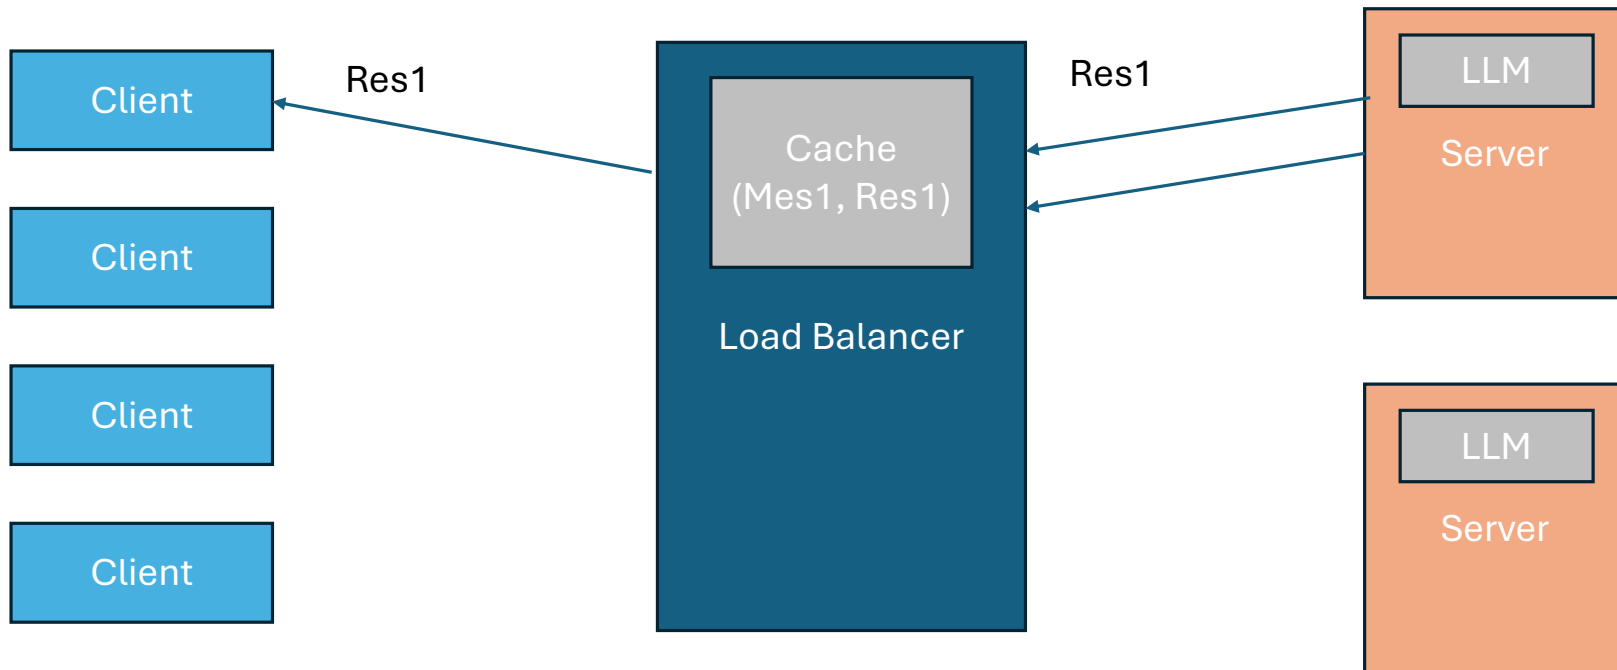 Client
Client
Client
Client
Res1
Cache
(Mes1, Res1)
Load Balancer
Res1
LLM
Server
LLM
Server